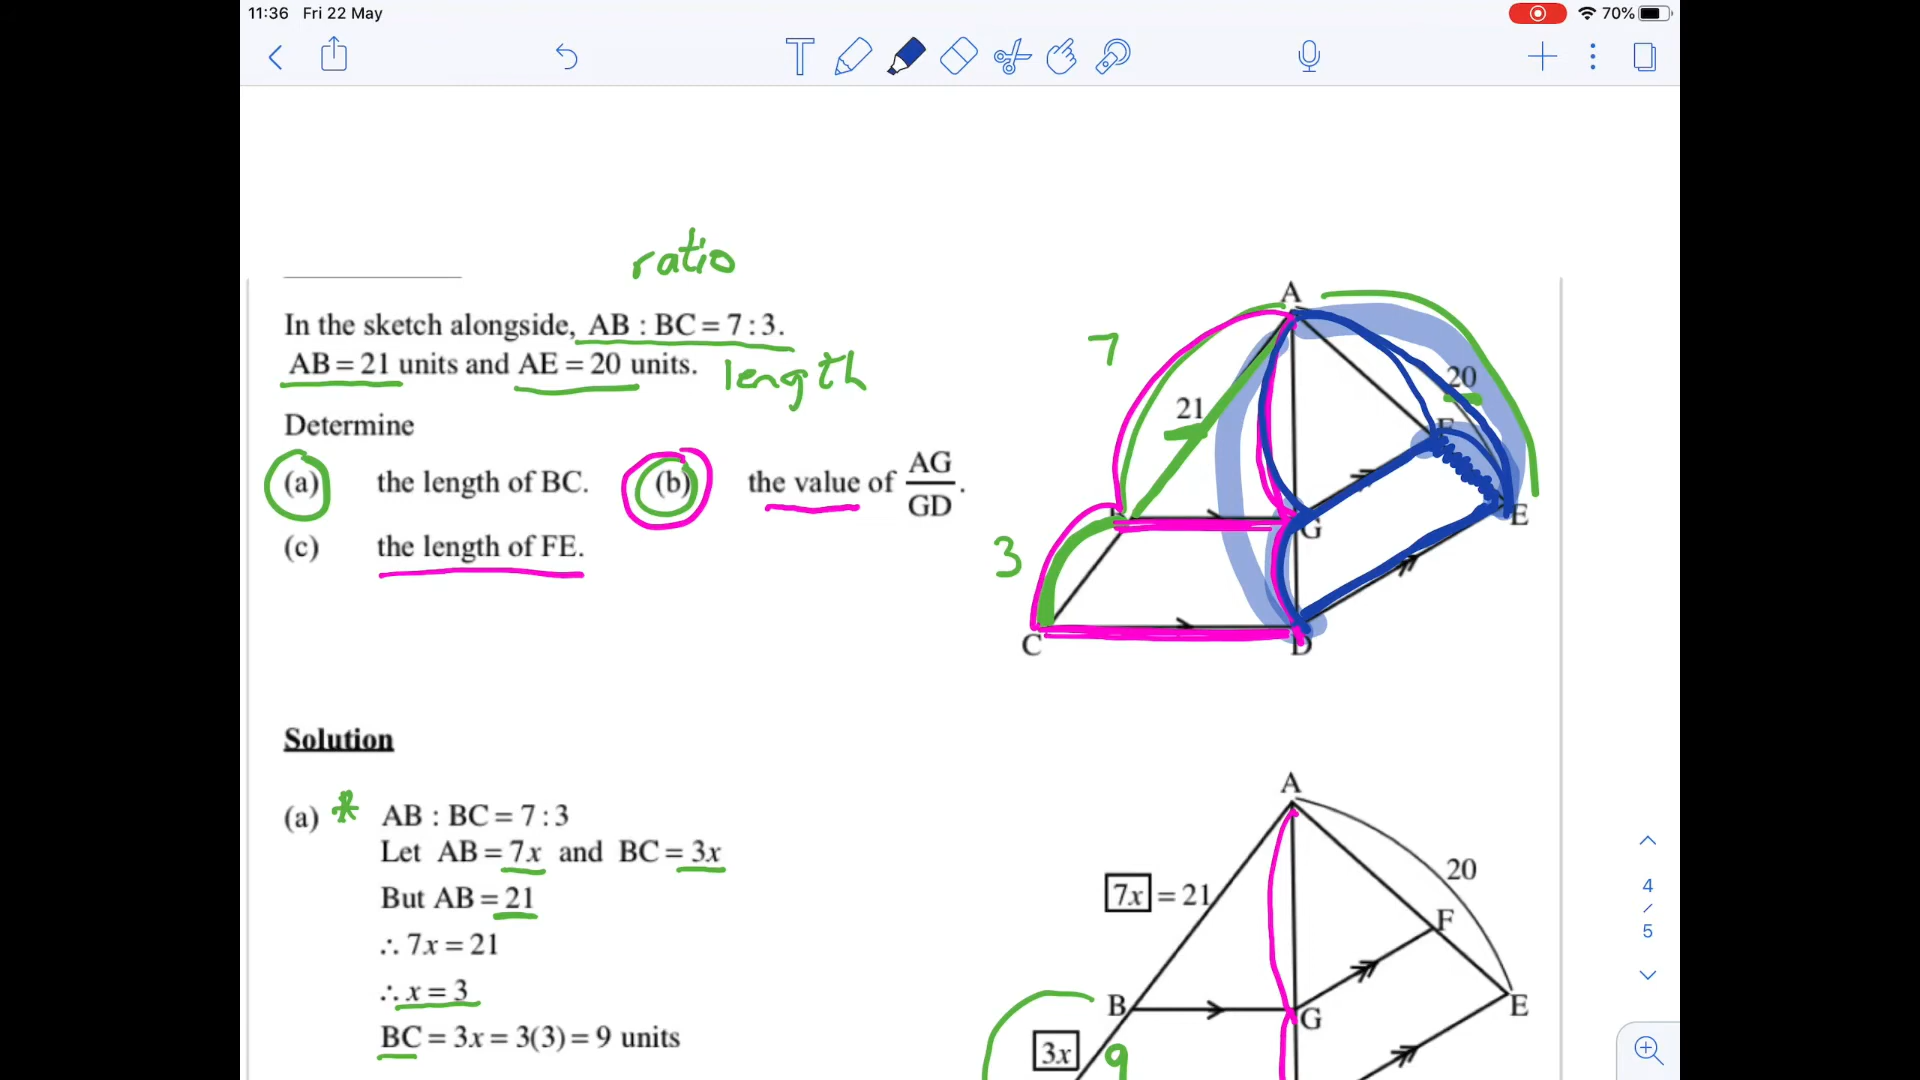 11:36 Fri 22 May
70%
ratio
In the sketch alongside, AB : BC = 7 : 3.
AB = 21 units and AE = 20 units.
length
Determine
(a) the length of BC. (b) the value of AG/GD.
(c) the length of FE.
A
7
20
21
F
G
E
3
C
D
Solution
(a) * AB : BC = 7 : 3
Let AB = 7x and BC = 3x
But AB = 21
∴ 7x = 21
∴ x = 3
BC = 3x = 3(3) = 9 units
A
20
7x = 21
F
B
G
E
3x
9
4
5